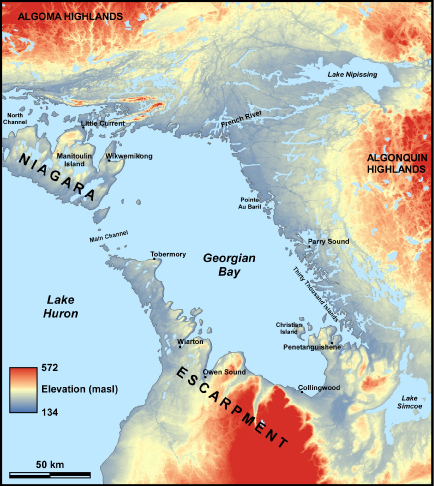 ALGOMA HIGHLANDS
Lake Nipissing
North
Channel
Little Current
French River
NIAGARA
Manitoulin
Island
Wikwemikong
ALGONQUIN
HIGHLANDS
Pointe
Au Baril
Main Channel
Parry Sound
Tobermory
Georgian
Bay
Thirty Thousand Islands
Lake
Huron
Christian
Island
Penetanguishene
Wiarton
572
Elevation (masl)
134
Owen Sound
ESCARPMENT
Collingwood
Lake
Simcoe
50 km